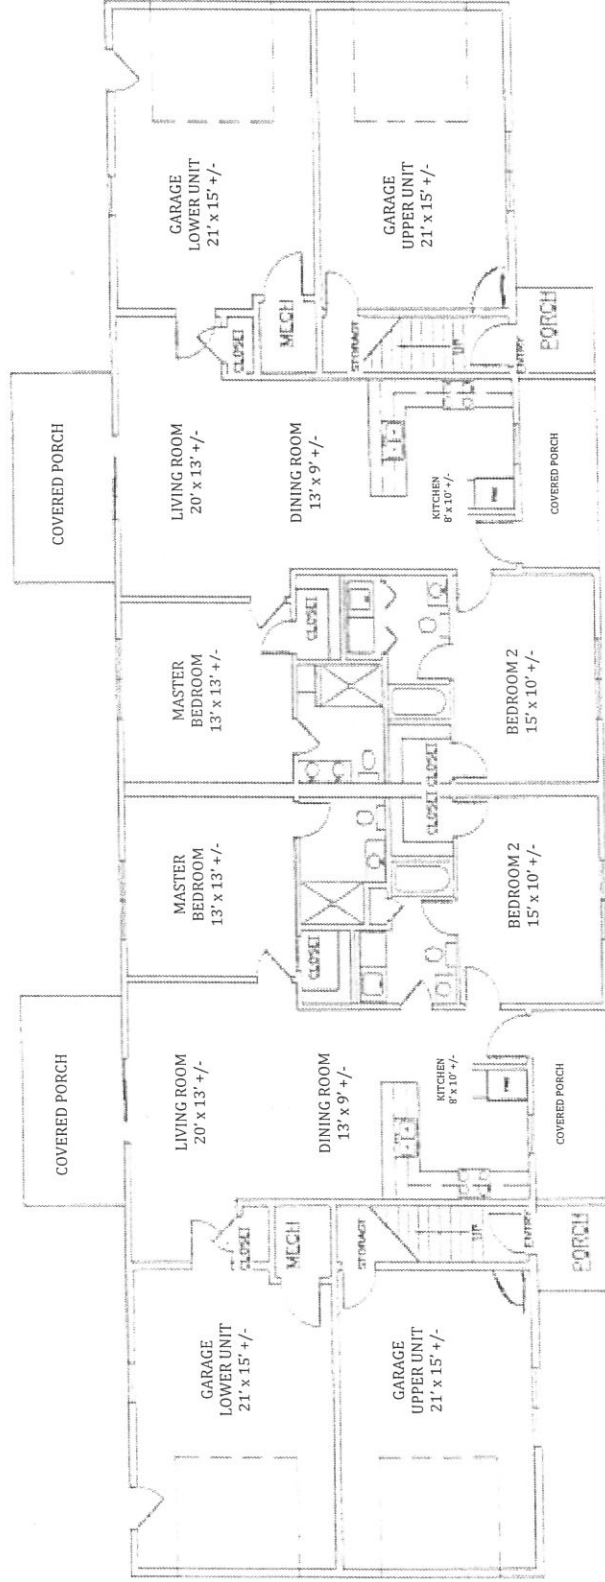 COVERED PORCH
COVERED PORCH
GARAGE
LOWER UNIT
21' x 15' +/-
CLOSET
LIVING ROOM
20' x 13' +/-
MASTER
BEDROOM
13' x 13' +/-
MASTER
BEDROOM
13' x 13' +/-
LIVING ROOM
20' x 13' +/-
CLOSET
GARAGE
LOWER UNIT
21' x 15' +/-
MECH
DINING ROOM
13' x 9' +/-
CLOSET
CLOSET
DINING ROOM
13' x 9' +/-
MECH
GARAGE
UPPER UNIT
21' x 15' +/-
STORAGE
UP
KITCHEN
8' x 10' +/-
CLOSET
CLOSET
KITCHEN
8' x 10' +/-
STORAGE
UP
GARAGE
UPPER UNIT
21' x 15' +/-
ENTRY
BEDROOM 2
15' x 10' +/-
BEDROOM 2
15' x 10' +/-
ENTRY
PORCH
COVERED PORCH
COVERED PORCH
PORCH